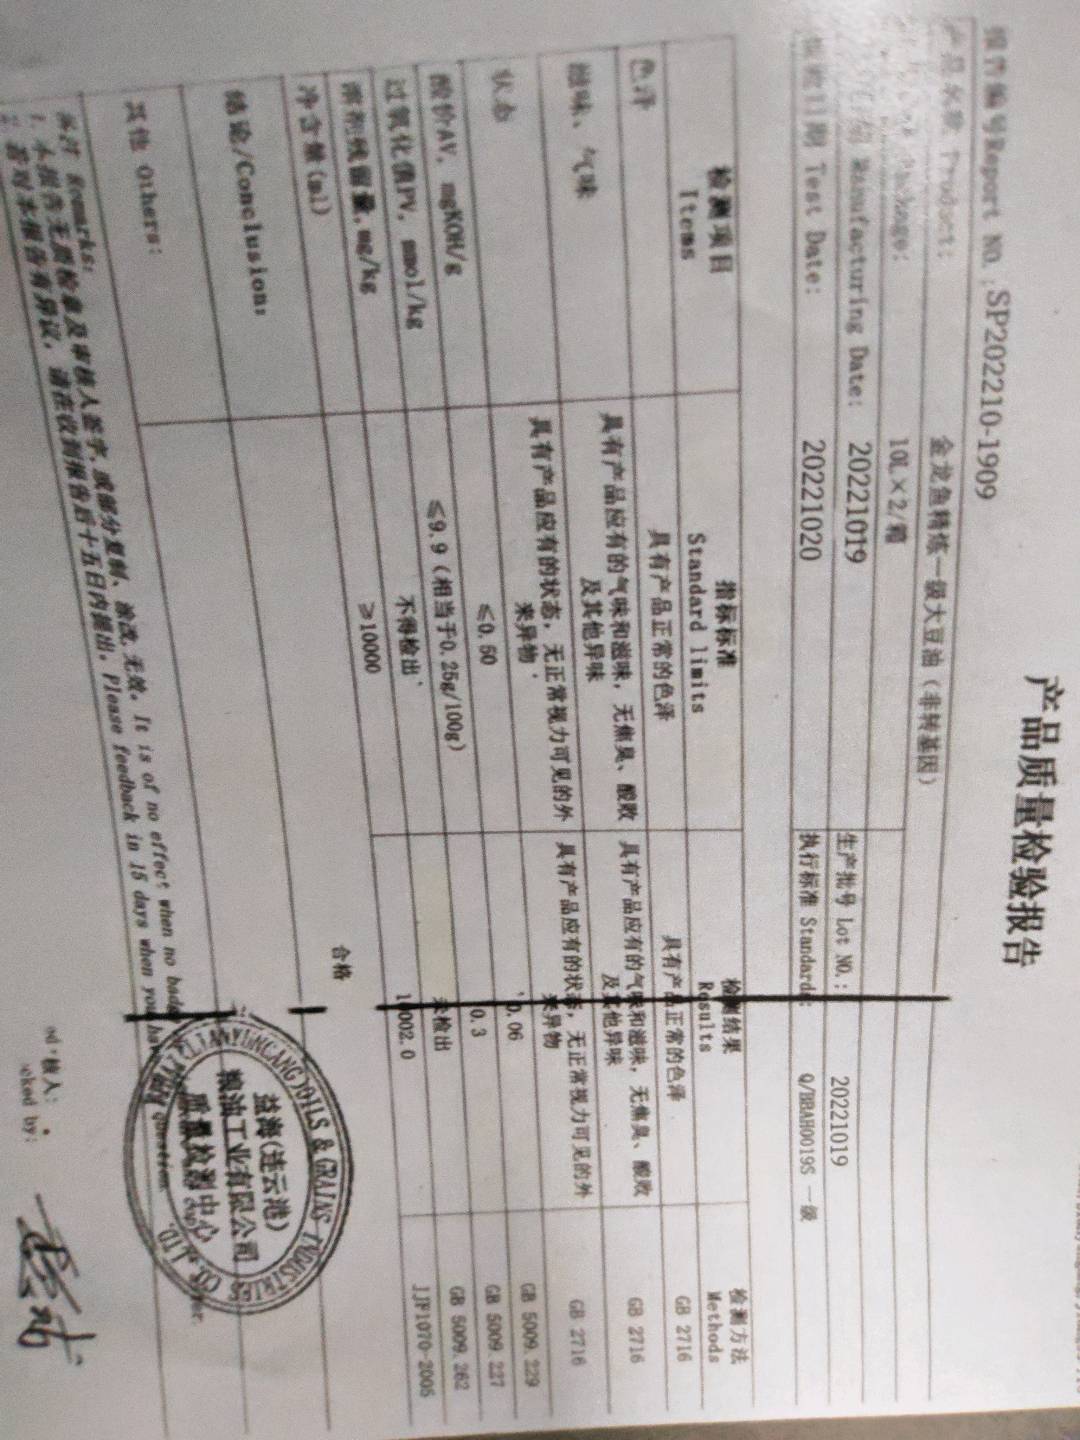 产品质量检验报告
报告编号Report NO.:SP202210-1909
产品名称 Product: 金龙鱼精炼一级大豆油（非转基因）
Package: 10L×2/箱
Manufacturing Date: 20221019 生产批号 Lot NO.: 20221019
检验日期 Test Date: 20221020 执行标准 Standards: Q/BBAH0019S 一级
检测项目 指标标准 检测结果 检测方法
Items Standard limits Results Methods
色泽 具有产品正常的色泽 具有产品正常的色泽 GB 2716
滋味、气味 具有产品应有的气味和滋味，无焦臭、酸败及其他异味 具有产品应有的气味和滋味，无焦臭、酸败及其他异味 GB 2716
状态 具有产品应有的状态，无正常视力可见的外来异物 具有产品应有的状态，无正常视力可见的外来异物 GB 2716
酸价AV, mgKOH/g ≤0.50 0.06 GB 5009.229
过氧化值PV, mmol/kg ≤9.9（相当于0.25g/100g） 0.3 GB 5009.227
溶剂残留量,mg/kg 不得检出 未检出 GB 5009.262
净含量(ml) ≥10000 10002.0 JJF1070-2005
结论/Conclusion: 合格
其他 Others:
备注 Remarks:
1. 本报告无质检章及审核人签字,或部分复制、涂改,无效。It is of no effect when no
2. 若对本报告有异议，请在收到报告后十五日内提出。Please feedback in 15 days when you have any question.
(LIANYUNGANG)OILS & GRAINS INDUSTRIES CO.,LTD.
益海(连云港)
粮油工业有限公司
质量检测中心
核人:
by: